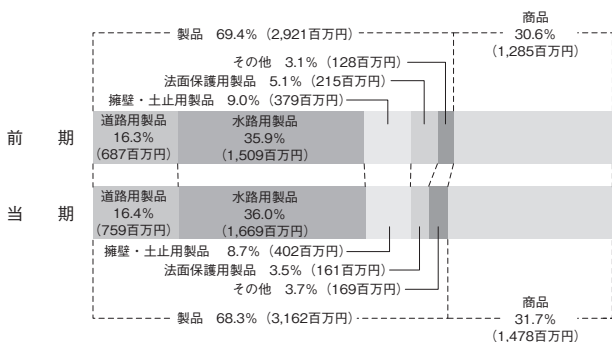 製品 69.4%（2,921百万円）
商品
30.6%
（1,285百万円）
その他 3.1%（128百万円）
法面保護用製品 5.1%（215百万円）
擁壁・土止用製品 9.0%（379百万円）
前　期
道路用製品
16.3%
（687百万円）
水路用製品
35.9%
（1,509百万円）
当　期
道路用製品
16.4%
（759百万円）
水路用製品
36.0%
（1,669百万円）
擁壁・土止用製品 8.7%（402百万円）
法面保護用製品 3.5%（161百万円）
その他 3.7%（169百万円）
製品 68.3%（3,162百万円）
商品
31.7%
（1,478百万円）